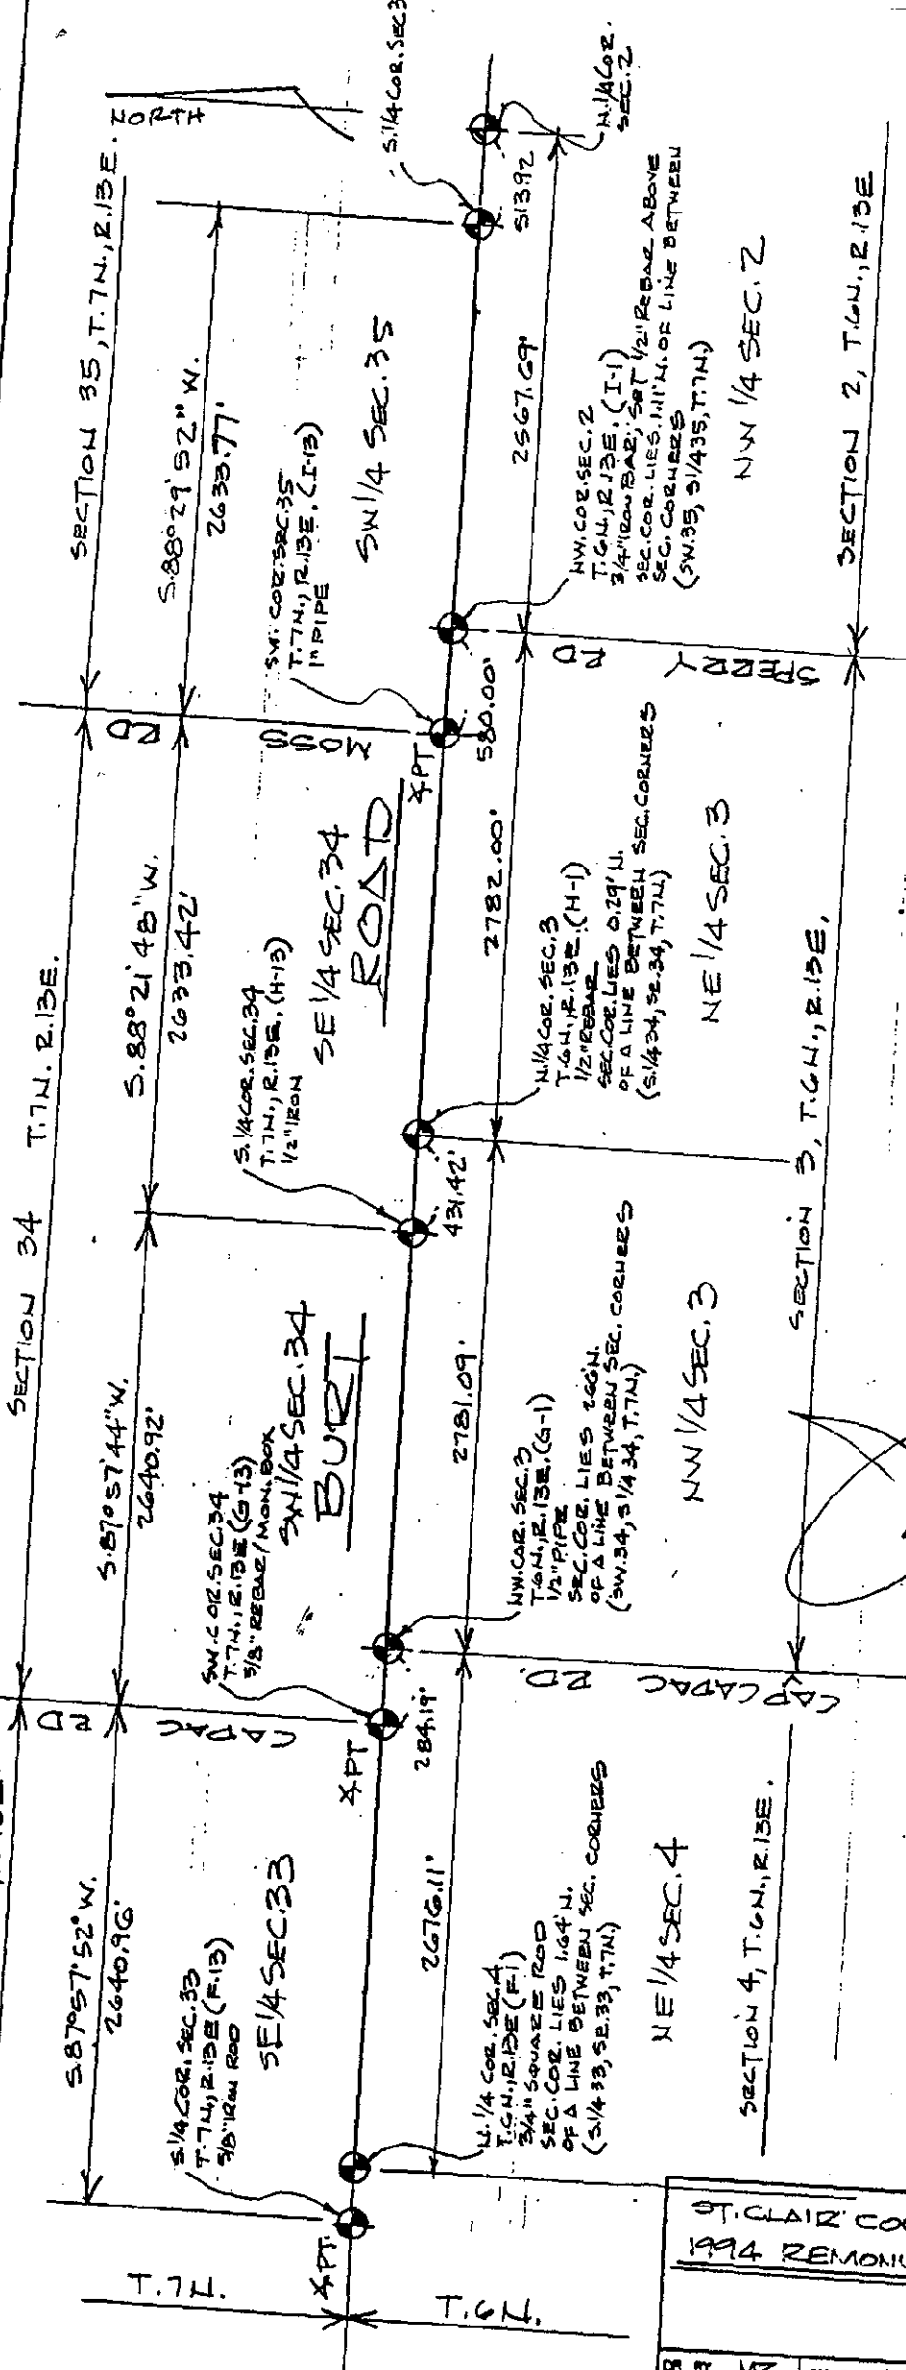 NORTH
S.1/4 COR. SEC.3
N.1/4 COR.
SEC.2
SECTION 35, T.7N., R.13E.
S.88°29'52" W.
2633.77'
SW. COR. SEC.35
T.7N., R.13E. (I-13)
1" PIPE
SW1/4 SEC.35
513.92
2567.69'
NW. COR. SEC. 2
T.6N., R.13E. (I-1)
3/4" IRON BAR, SET 1/2" REBAR ABOVE
SEC. COR. LIES 1.11' N. OF LINE BETWEEN
SEC. CORNERS
(SW.35, S1/4 35, T.7N.)
NW 1/4 SEC. 2
SECTION 2, T.6N., R.13E
SECTION 34 T.7N. R.13E.
MOSS RD
S.88°21'48" W.
2633.42'
S.1/4 COR. SEC.34
T.7N., R.13E. (H-13)
1/2" IRON
SE 1/4 SEC.34
ROAD
∡PT
580.00'
SPERRY RD
2782.00'
N.1/4 COR. SEC.3
T.6N., R.13E. (H-1)
1/2" REBAR
SEC. COR. LIES 0.29' N.
OF A LINE BETWEEN SEC. CORNERS
(S.1/4 34, SE.34, T.7N.)
NE 1/4 SEC. 3
SECTION 3, T.6N., R.13E.
S.87°57'44" W.
2640.92'
SW. COR. SEC.34
T.7N., R.13E (G-13)
5/8" REBAR/MON. BOX
SW1/4 SEC.34
BURT
431.42'
2781.09'
NW. COR. SEC.3
T.6N., R.13E. (G-1)
1/2" PIPE
SEC. COR. LIES 2.66' N.
OF A LINE BETWEEN SEC. CORNERS
(SW.34, S1/4 34, T.7N.)
NW 1/4 SEC. 3
CAPAC RD
CAPAC RD.
S.87°57'52" W.
2640.96'
S.1/4 COR. SEC.33
T.7N., R.13E (F.13)
5/8" IRON ROD
SE 1/4 SEC.33
∡PT
284.19'
2676.11'
N.1/4 COR. SEC.4
T.6N., R.13E (F.1)
3/4" SQUARE ROD
SEC. COR. LIES 1.64' N.
OF A LINE BETWEEN SEC. CORNERS
(S.1/4 33, SE.33, T.7N.)
NE 1/4 SEC. 4
SECTION 4, T.6N., R.13E.
∡PT.
T.7N.
T.6N.
ST. CLAIR COU
1994 REMONU